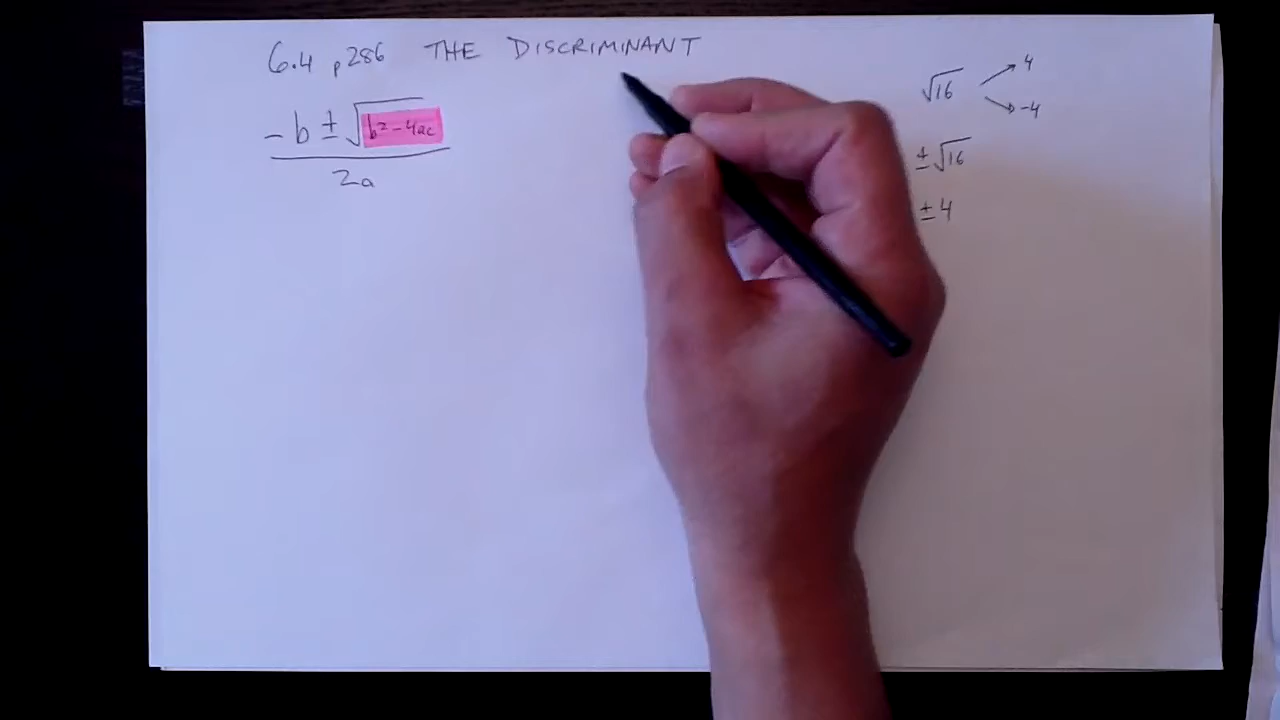 6.4 p286 THE DISCRIMINANT
-b ± √b²-4ac
2a
√16 → 4
→ -4
±√16
±4